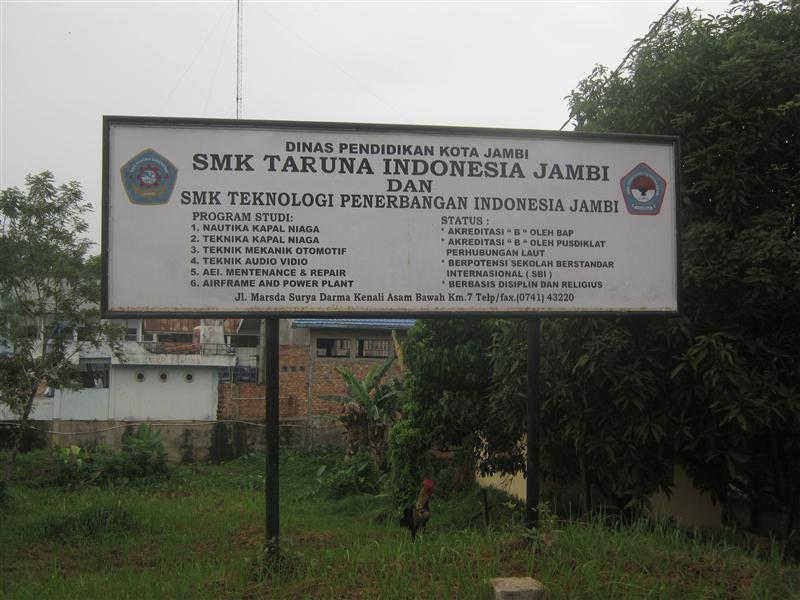 DINAS PENDIDIKAN KOTA JAMBI
SMK TARUNA INDONESIA JAMBI
DAN
SMK TEKNOLOGI PENERBANGAN INDONESIA JAMBI
PROGRAM STUDI:
1. NAUTIKA KAPAL NIAGA
2. TEKNIKA KAPAL NIAGA
3. TEKNIK MEKANIK OTOMOTIF
4. TEKNIK AUDIO VIDIO
5. AEI. MENTENANCE & REPAIR
6. AIRFRAME AND POWER PLANT
STATUS :
* AKREDITASI " B " OLEH BAP
* AKREDITASI " B " OLEH PUSDIKLAT
PERHUBUNGAN LAUT
* BERPOTENSI SEKOLAH BERSTANDAR
INTERNASIONAL ( SBI )
* BERBASIS DISIPLIN DAN RELIGIUS
Jl. Marsda Surya Darma Kenali Asam Bawah Km.7 Telp/fax.(0741) 43220